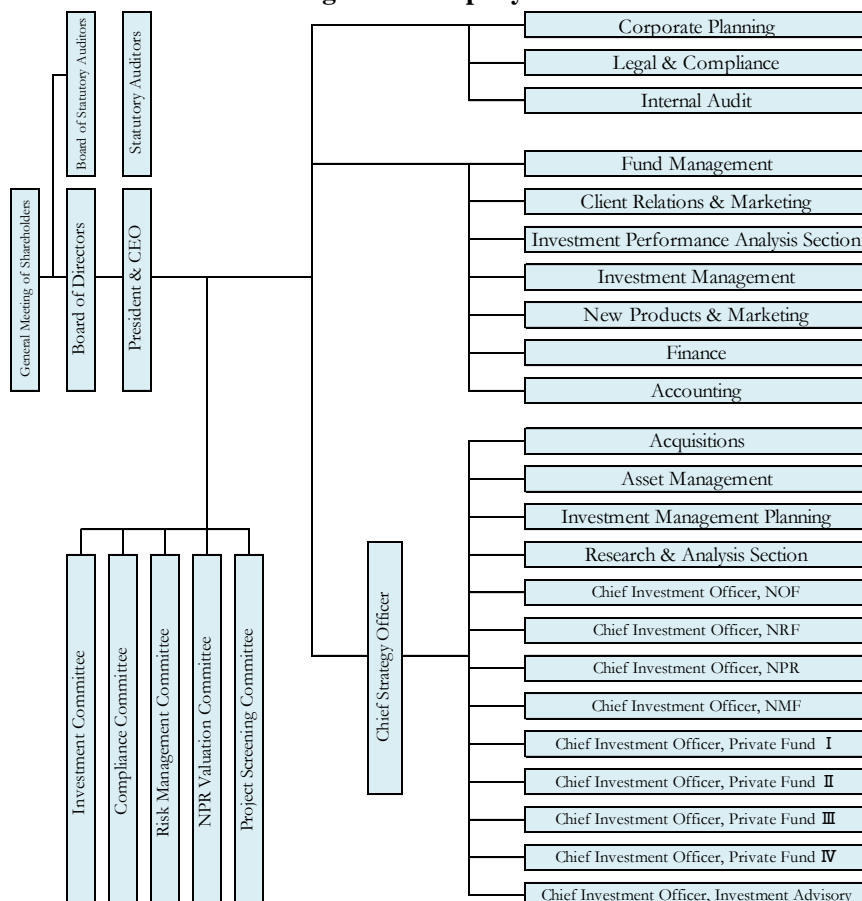 Corporate Planning
Legal & Compliance
Internal Audit
Board of Statutory Auditors
Statutory Auditors
General Meeting of Shareholders
Board of Directors
President & CEO
Fund Management
Client Relations & Marketing
Investment Performance Analysis Section
Investment Management
New Products & Marketing
Finance
Accounting
Investment Committee
Compliance Committee
Risk Management Committee
NPR Valuation Committee
Project Screening Committee
Chief Strategy Officer
Acquisitions
Asset Management
Investment Management Planning
Research & Analysis Section
Chief Investment Officer, NOF
Chief Investment Officer, NRF
Chief Investment Officer, NPR
Chief Investment Officer, NMF
Chief Investment Officer, Private Fund Ⅰ
Chief Investment Officer, Private Fund Ⅱ
Chief Investment Officer, Private Fund Ⅲ
Chief Investment Officer, Private Fund Ⅳ
Chief Investment Officer, Investment Advisory